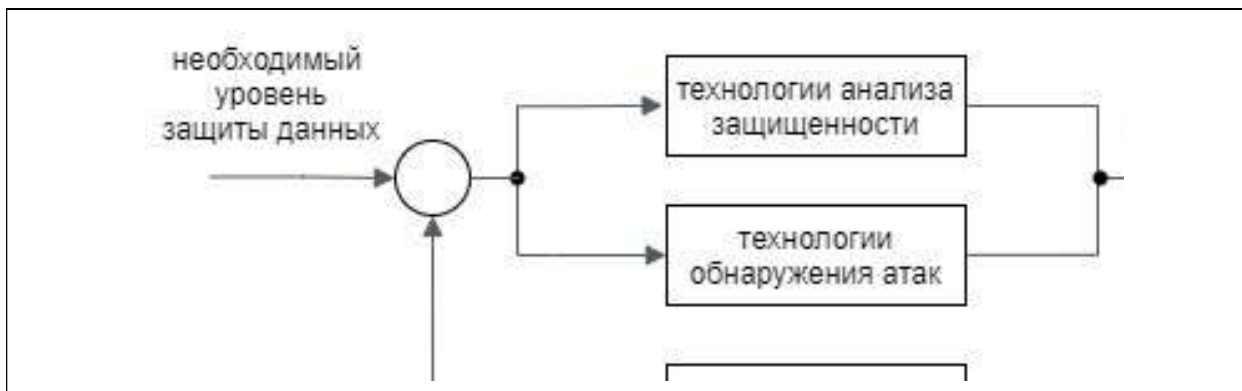 необходимый
уровень
защиты данных
технологии анализа
защищенности
технологии
обнаружения атак